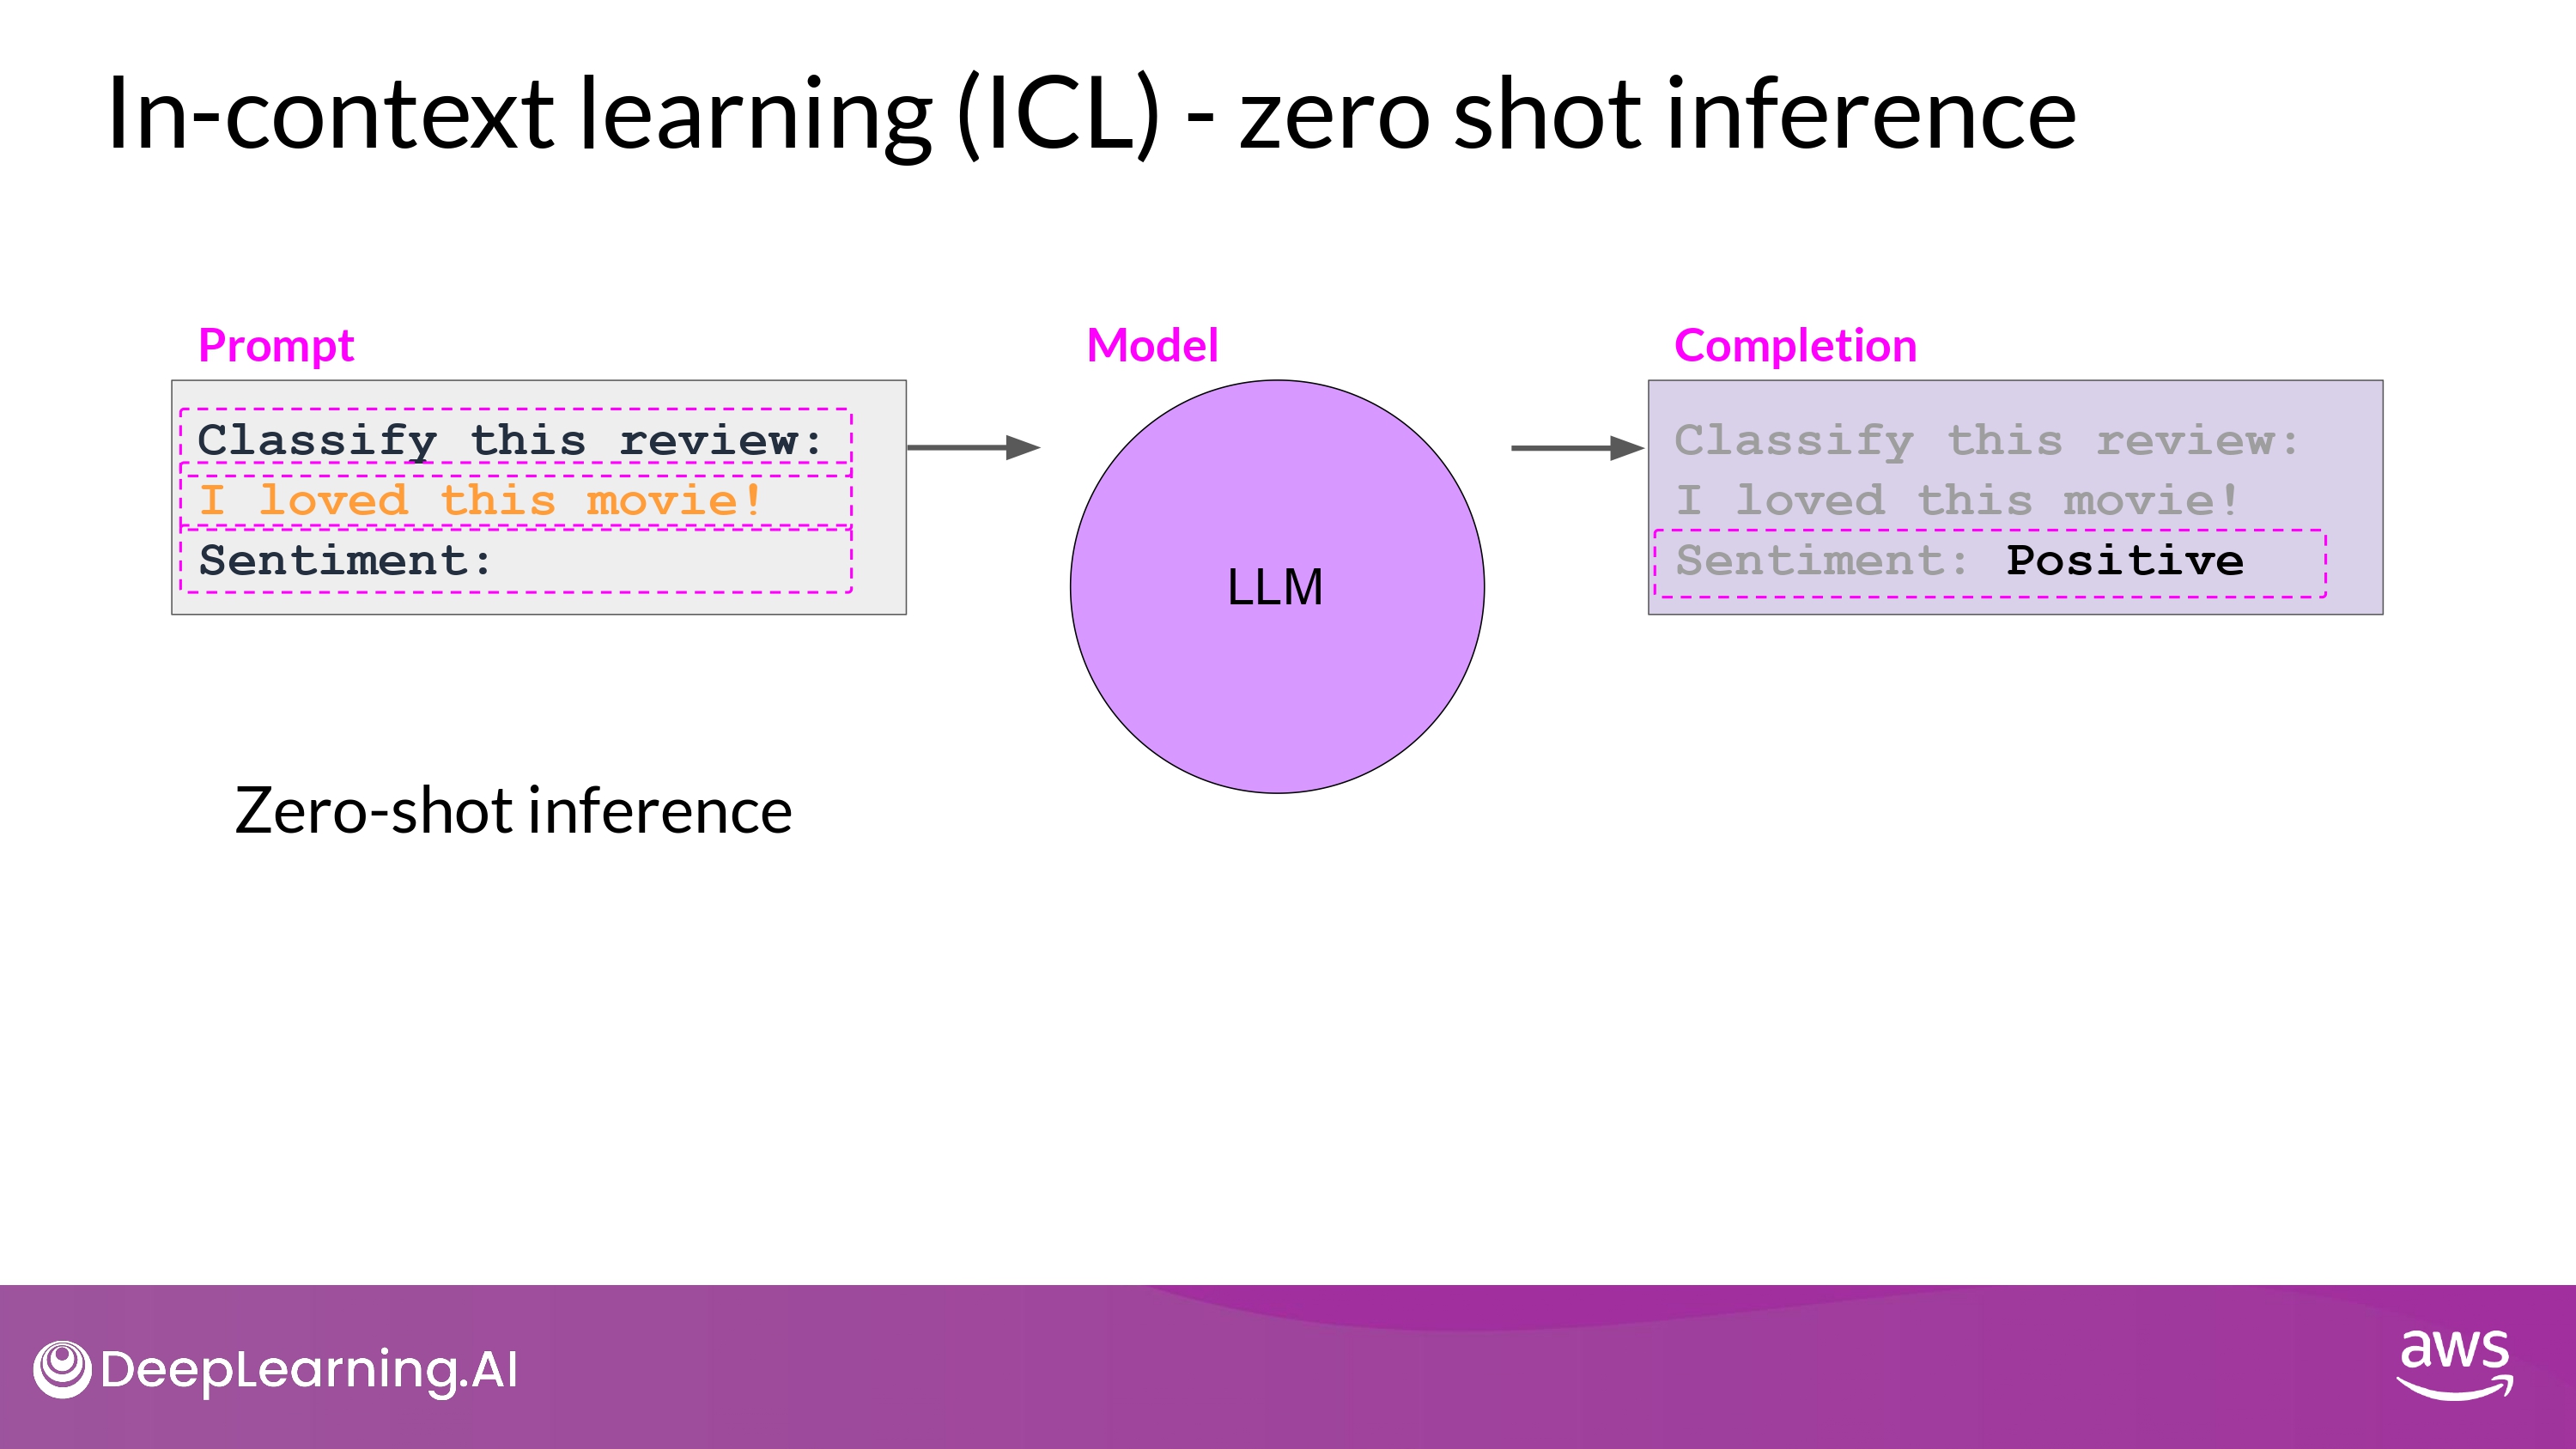 In-context learning (ICL) - zero shot inference
Prompt
Classify this review:
I loved this movie!
Sentiment:
Model
LLM
Completion
Classify this review:
I loved this movie!
Sentiment: Positive
Zero-shot inference
DeepLearning.AI
aws